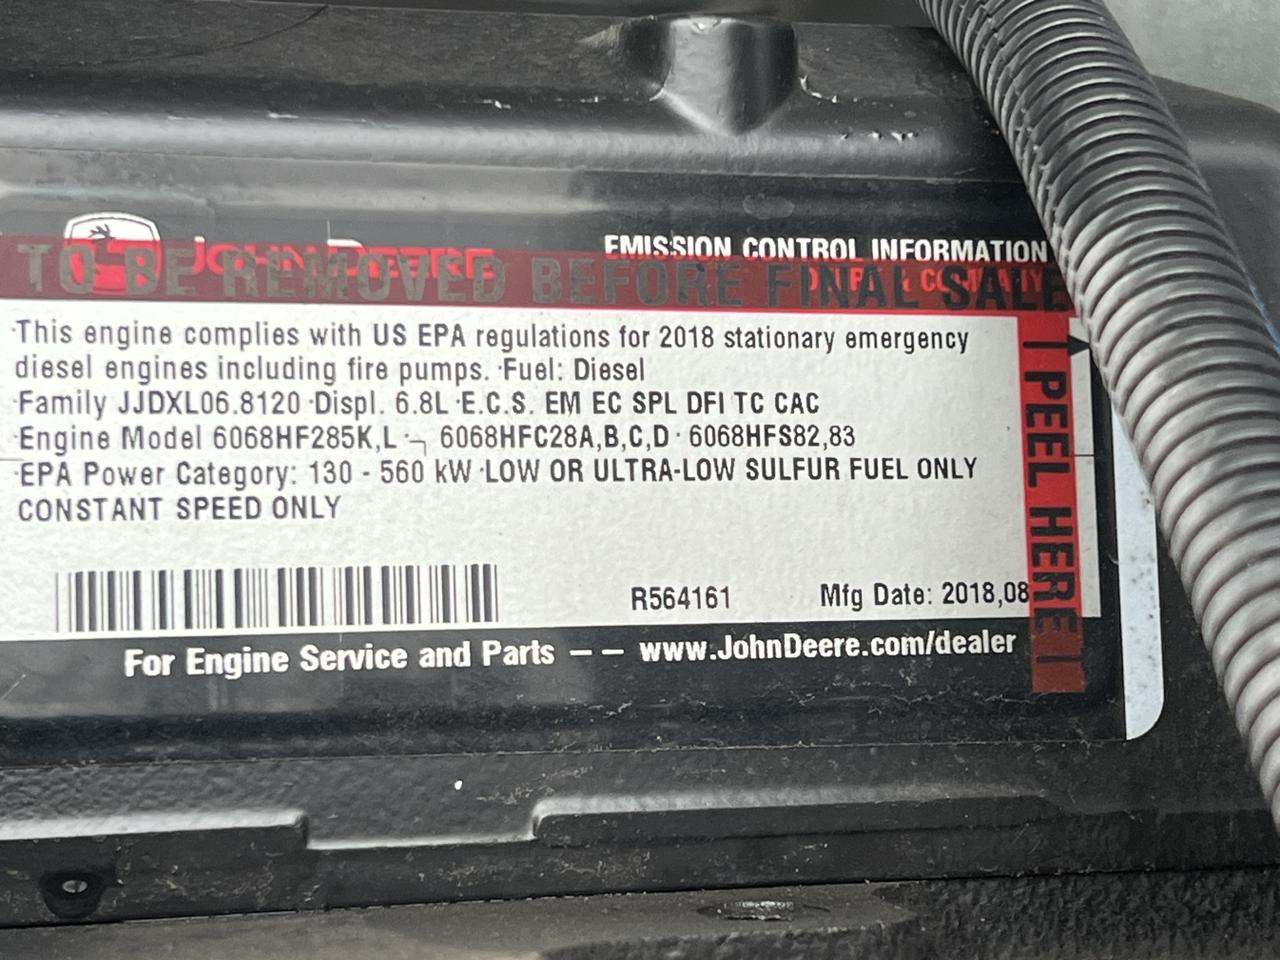 JOHN DEERE
EMISSION CONTROL INFORMATION
DEERE & COMPANY
TO BE REMOVED BEFORE FINAL SALE
·This engine complies with US EPA regulations for 2018 stationary emergency
diesel engines including fire pumps. ·Fuel: Diesel
·Family JJDXL06.8120 ·Displ. 6.8L ·E.C.S. EM EC SPL DFI TC CAC
·Engine Model 6068HF285K,L ·¬ 6068HFC28A,B,C,D · 6068HFS82,83
·EPA Power Category: 130 - 560 kW ·LOW OR ULTRA-LOW SULFUR FUEL ONLY
CONSTANT SPEED ONLY
R564161 Mfg Date: 2018,08
For Engine Service and Parts –– www.JohnDeere.com/dealer
PEEL HERE